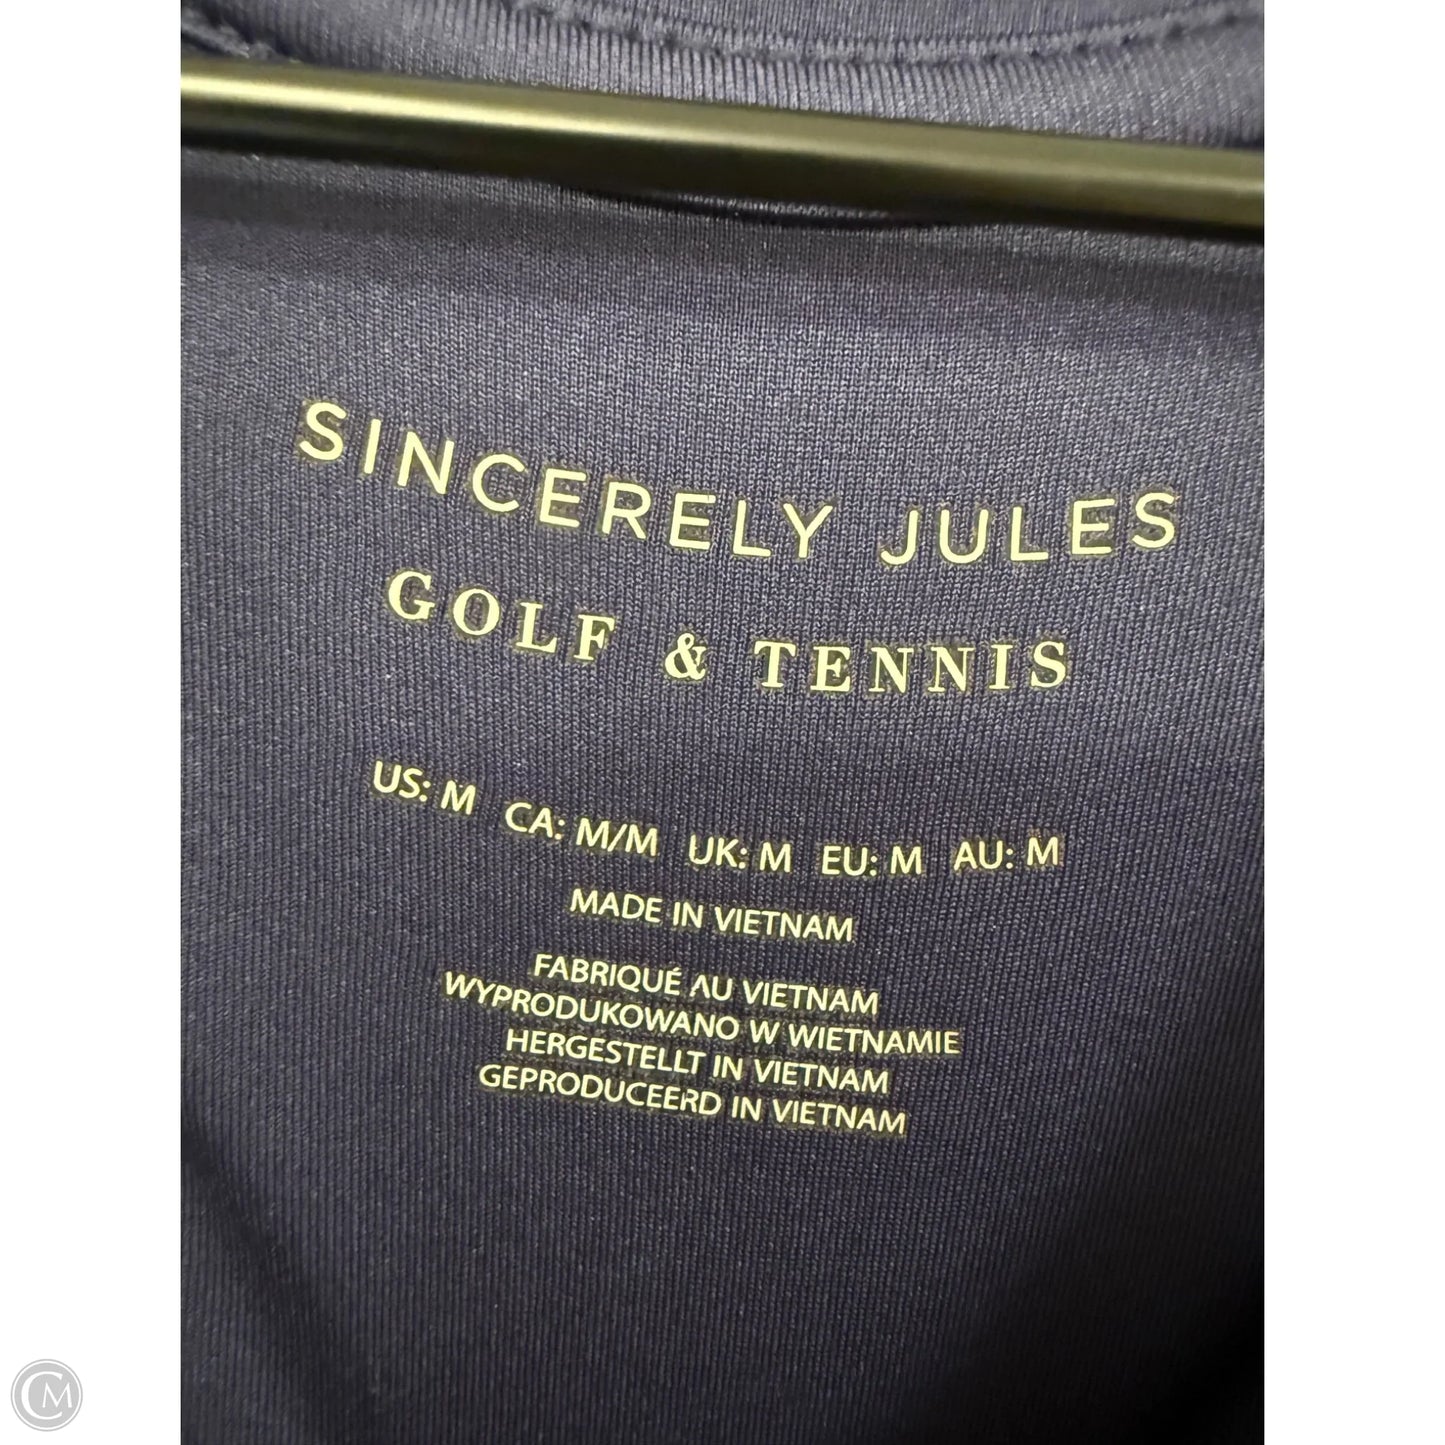 SINCERELY JULES
GOLF & TENNIS
US: M CA: M/M UK: M EU: M AU: M
MADE IN VIETNAM
FABRIQUÉ AU VIETNAM
WYPRODUKOWANO W WIETNAMIE
HERGESTELLT IN VIETNAM
GEPRODUCEERD IN VIETNAM
CM